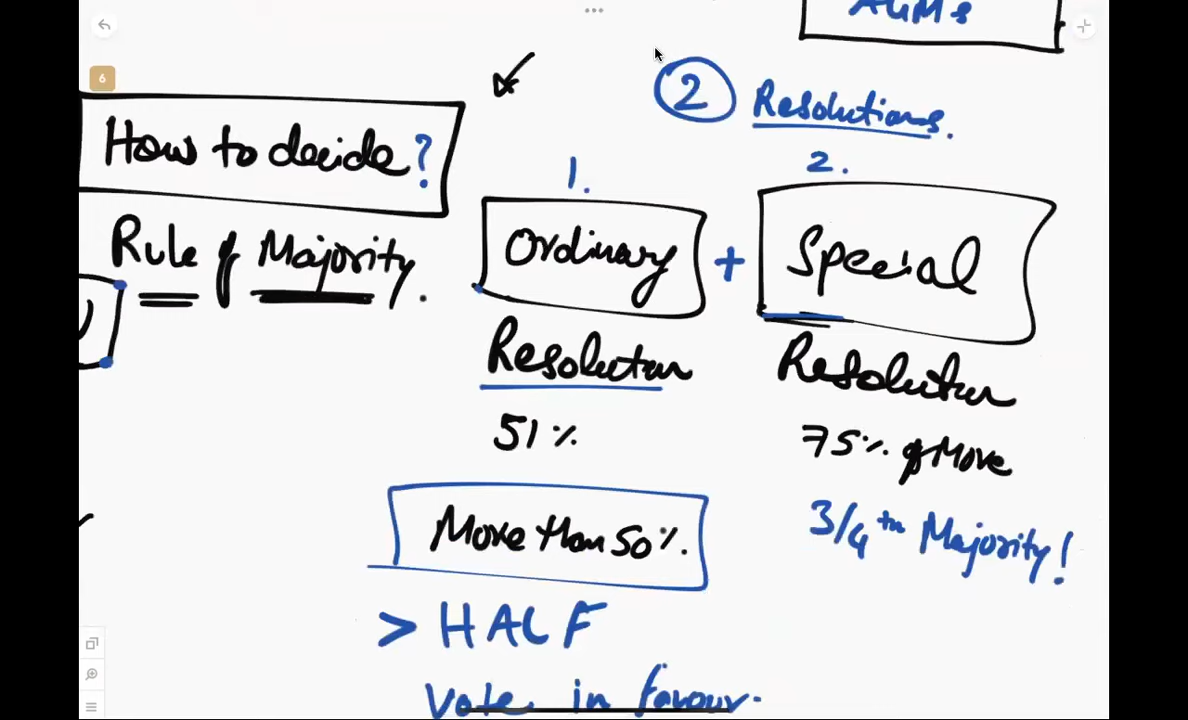 AGMs
6
2 Resolutions.
How to decide?
1.
2.
Rule of Majority.
Ordinary + Special
Resolution
Resolution
51%
75% of More
More than 50%.
3/4th Majority!
> HALF
Vote in favour.